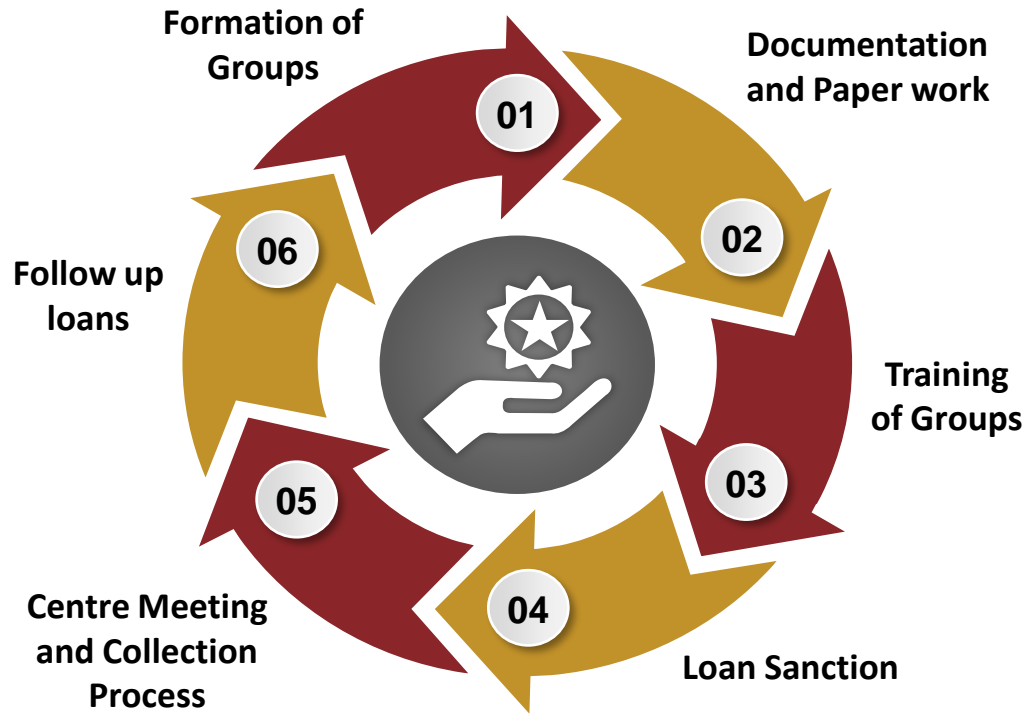 Formation of
Groups
01
Documentation
and Paper work
02
Training
of Groups
03
Loan Sanction
04
Centre Meeting
and Collection
Process
05
Follow up
loans
06